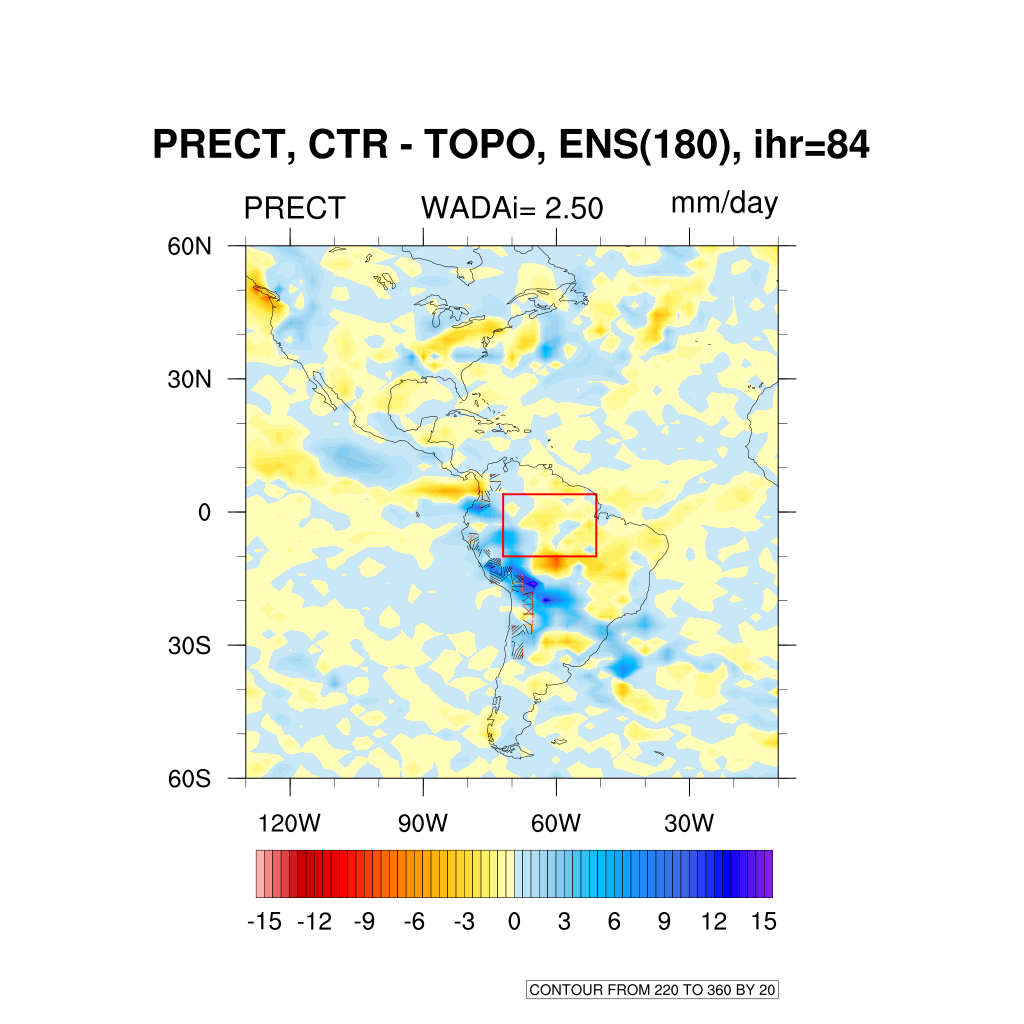 PRECT, CTR - TOPO, ENS(180), ihr=84
PRECT WADAi= 2.50 mm/day
60N
30N
0
30S
60S
120W 90W 60W 30W
-15 -12 -9 -6 -3 0 3 6 9 12 15
CONTOUR FROM 220 TO 360 BY 20